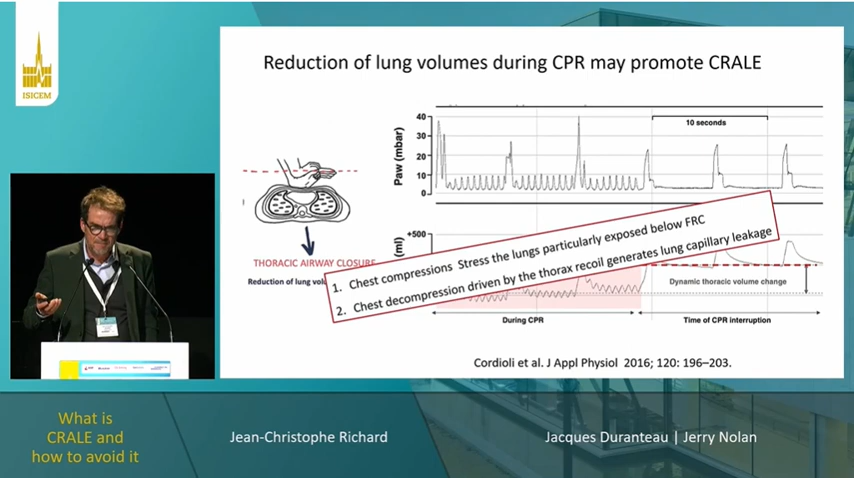 ISICEM
Reduction of lung volumes during CPR may promote CRALE
40
30
20
10
0
Paw (mbar)
10 seconds
THORACIC AIRWAY CLOSURE
Reduction of lung
+500
(ml)
1. Chest compressions Stress the lungs particularly exposed below FRC
2. Chest decompression driven by the thorax recoil generates lung capillary leakage
Dynamic thoracic volume change
During CPR
Time of CPR interruption
Cordioli et al. J Appl Physiol 2016; 120: 196–203.
What is
CRALE and
how to avoid it
Jean-Christophe Richard
Jacques Duranteau | Jerry Nolan